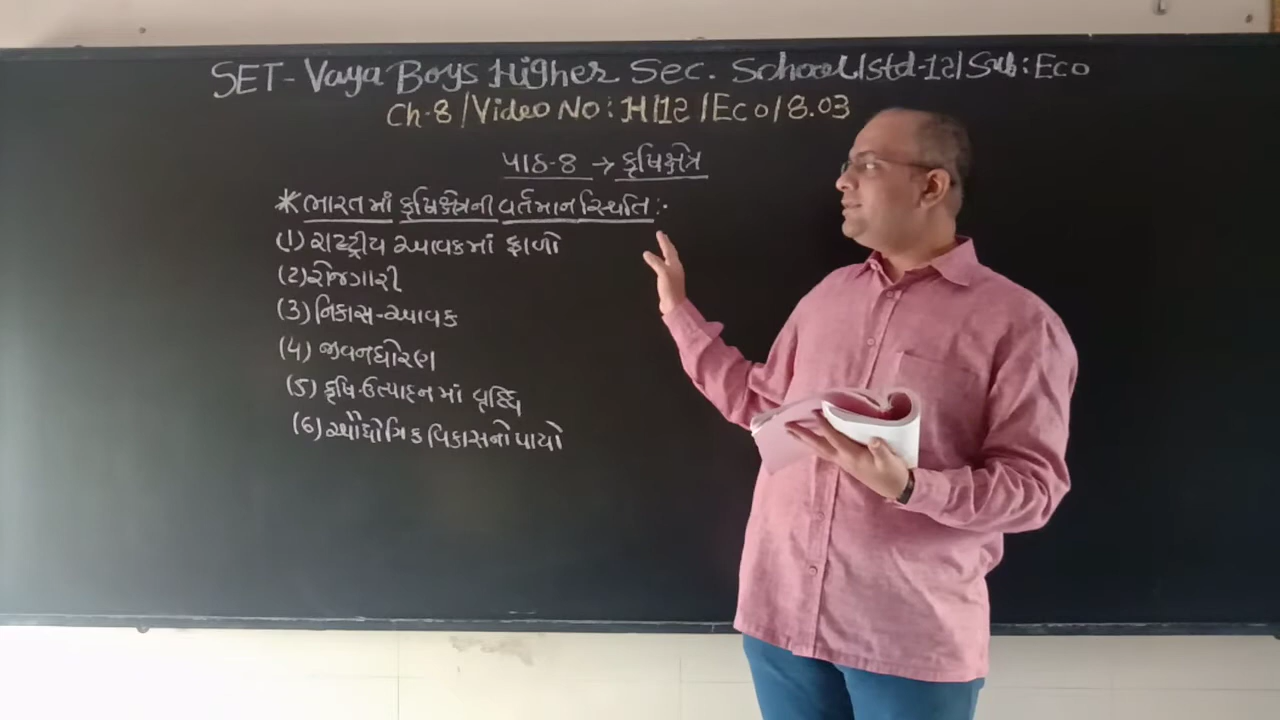 SET- Vaya Boys Higher Sec. School/Std-12/Sub:Eco
Ch-8/Video No: H/12/Eco/8.03
પાઠ-8 → કૃષિક્ષેત્ર
* ભારતમાં કૃષિક્ષેત્રની વર્તમાન સ્થિતિ :-
(1) રાષ્ટ્રીય આવકમાં ફાળો
(2) રોજગારી
(3) નિકાસ-આવક
(4) જીવનધોરણ
(5) કૃષિ-ઉત્પાદનમાં વૃદ્ધિ
(6) ઔદ્યોગિક વિકાસનો પાયો